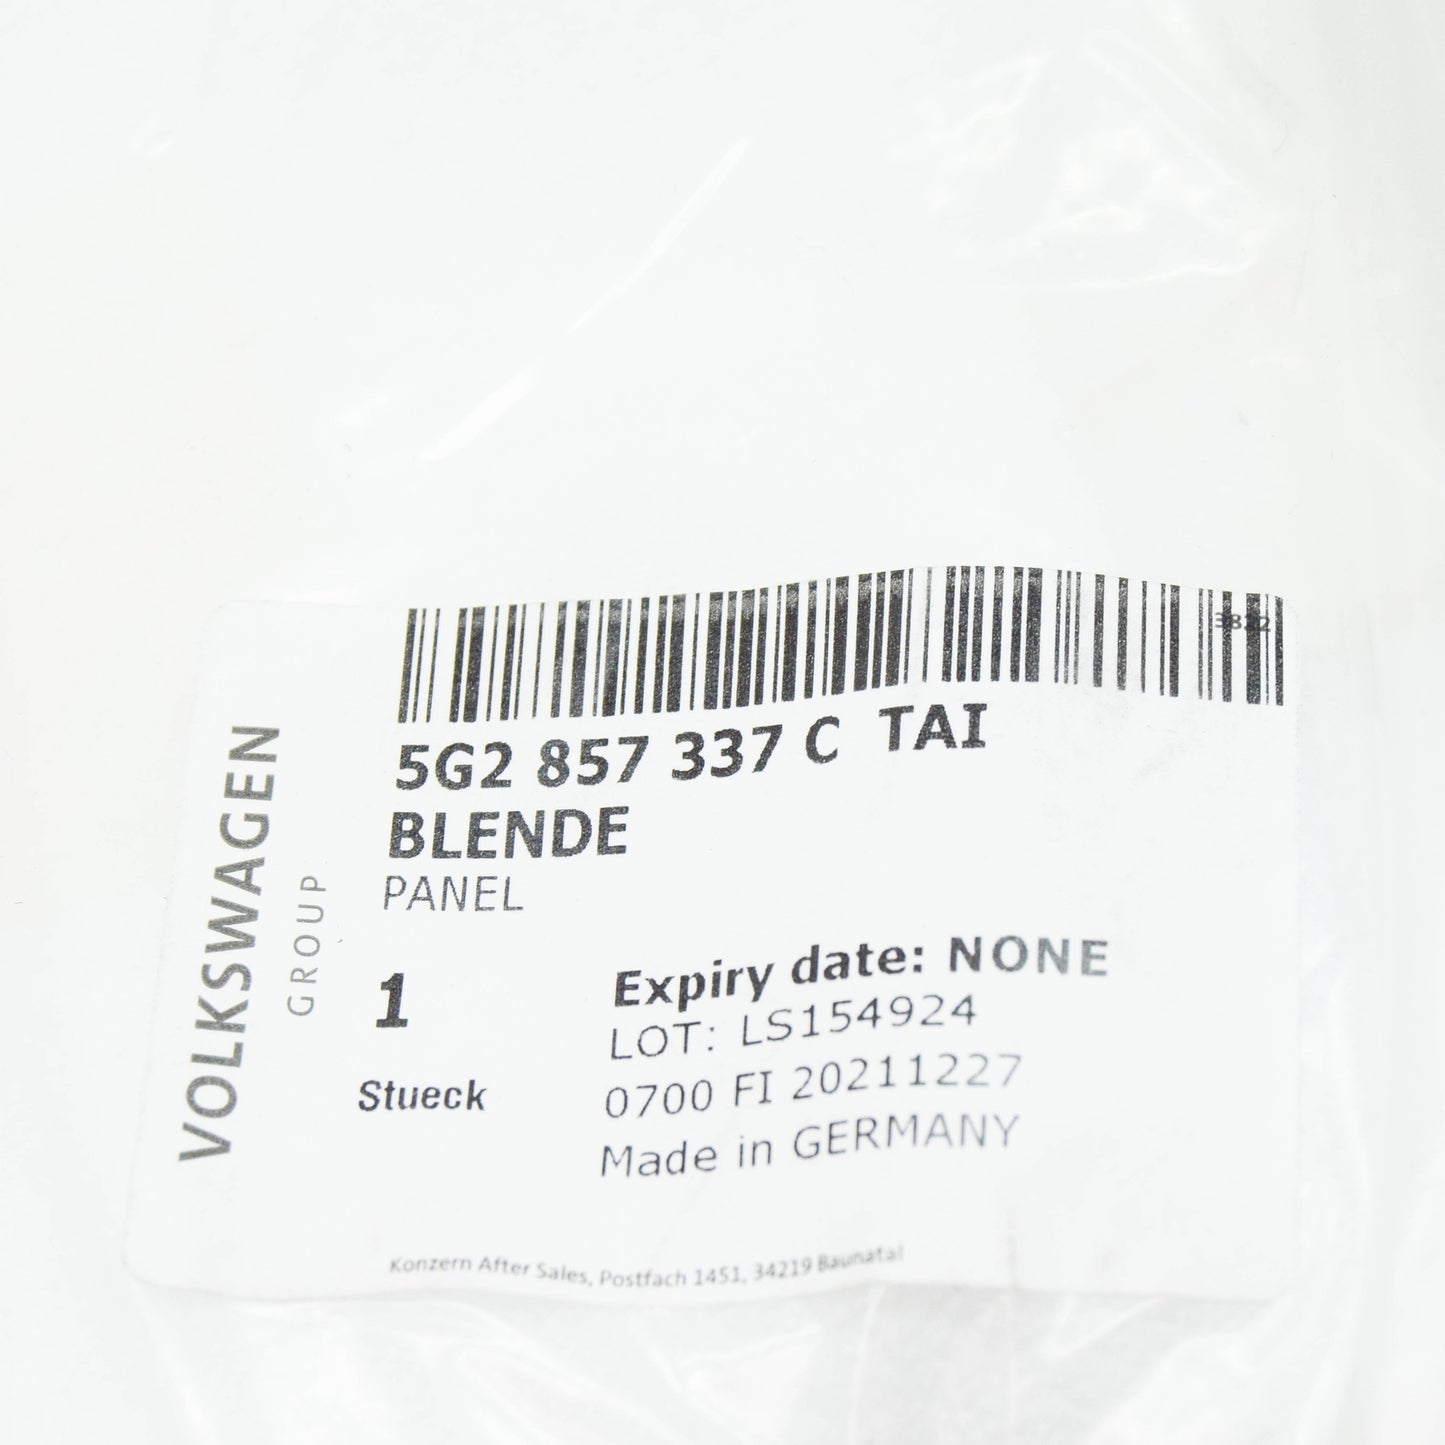 3822
5G2 857 337 C TAI
BLENDE
PANEL
VOLKSWAGEN
GROUP
1
Stueck
Expiry date: NONE
LOT: LS154924
0700 FI 20211227
Made in GERMANY
Konzern After Sales, Postfach 1451, 34219 Baunatal